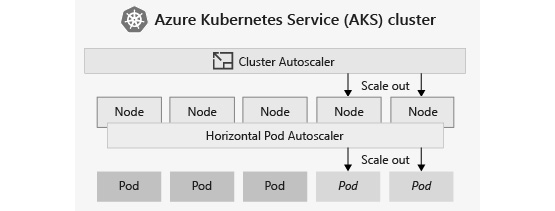 Azure Kubernetes Service (AKS) cluster
Cluster Autoscaler
Scale out
Node Node Node Node Node
Horizontal Pod Autoscaler
Scale out
Pod Pod Pod Pod Pod